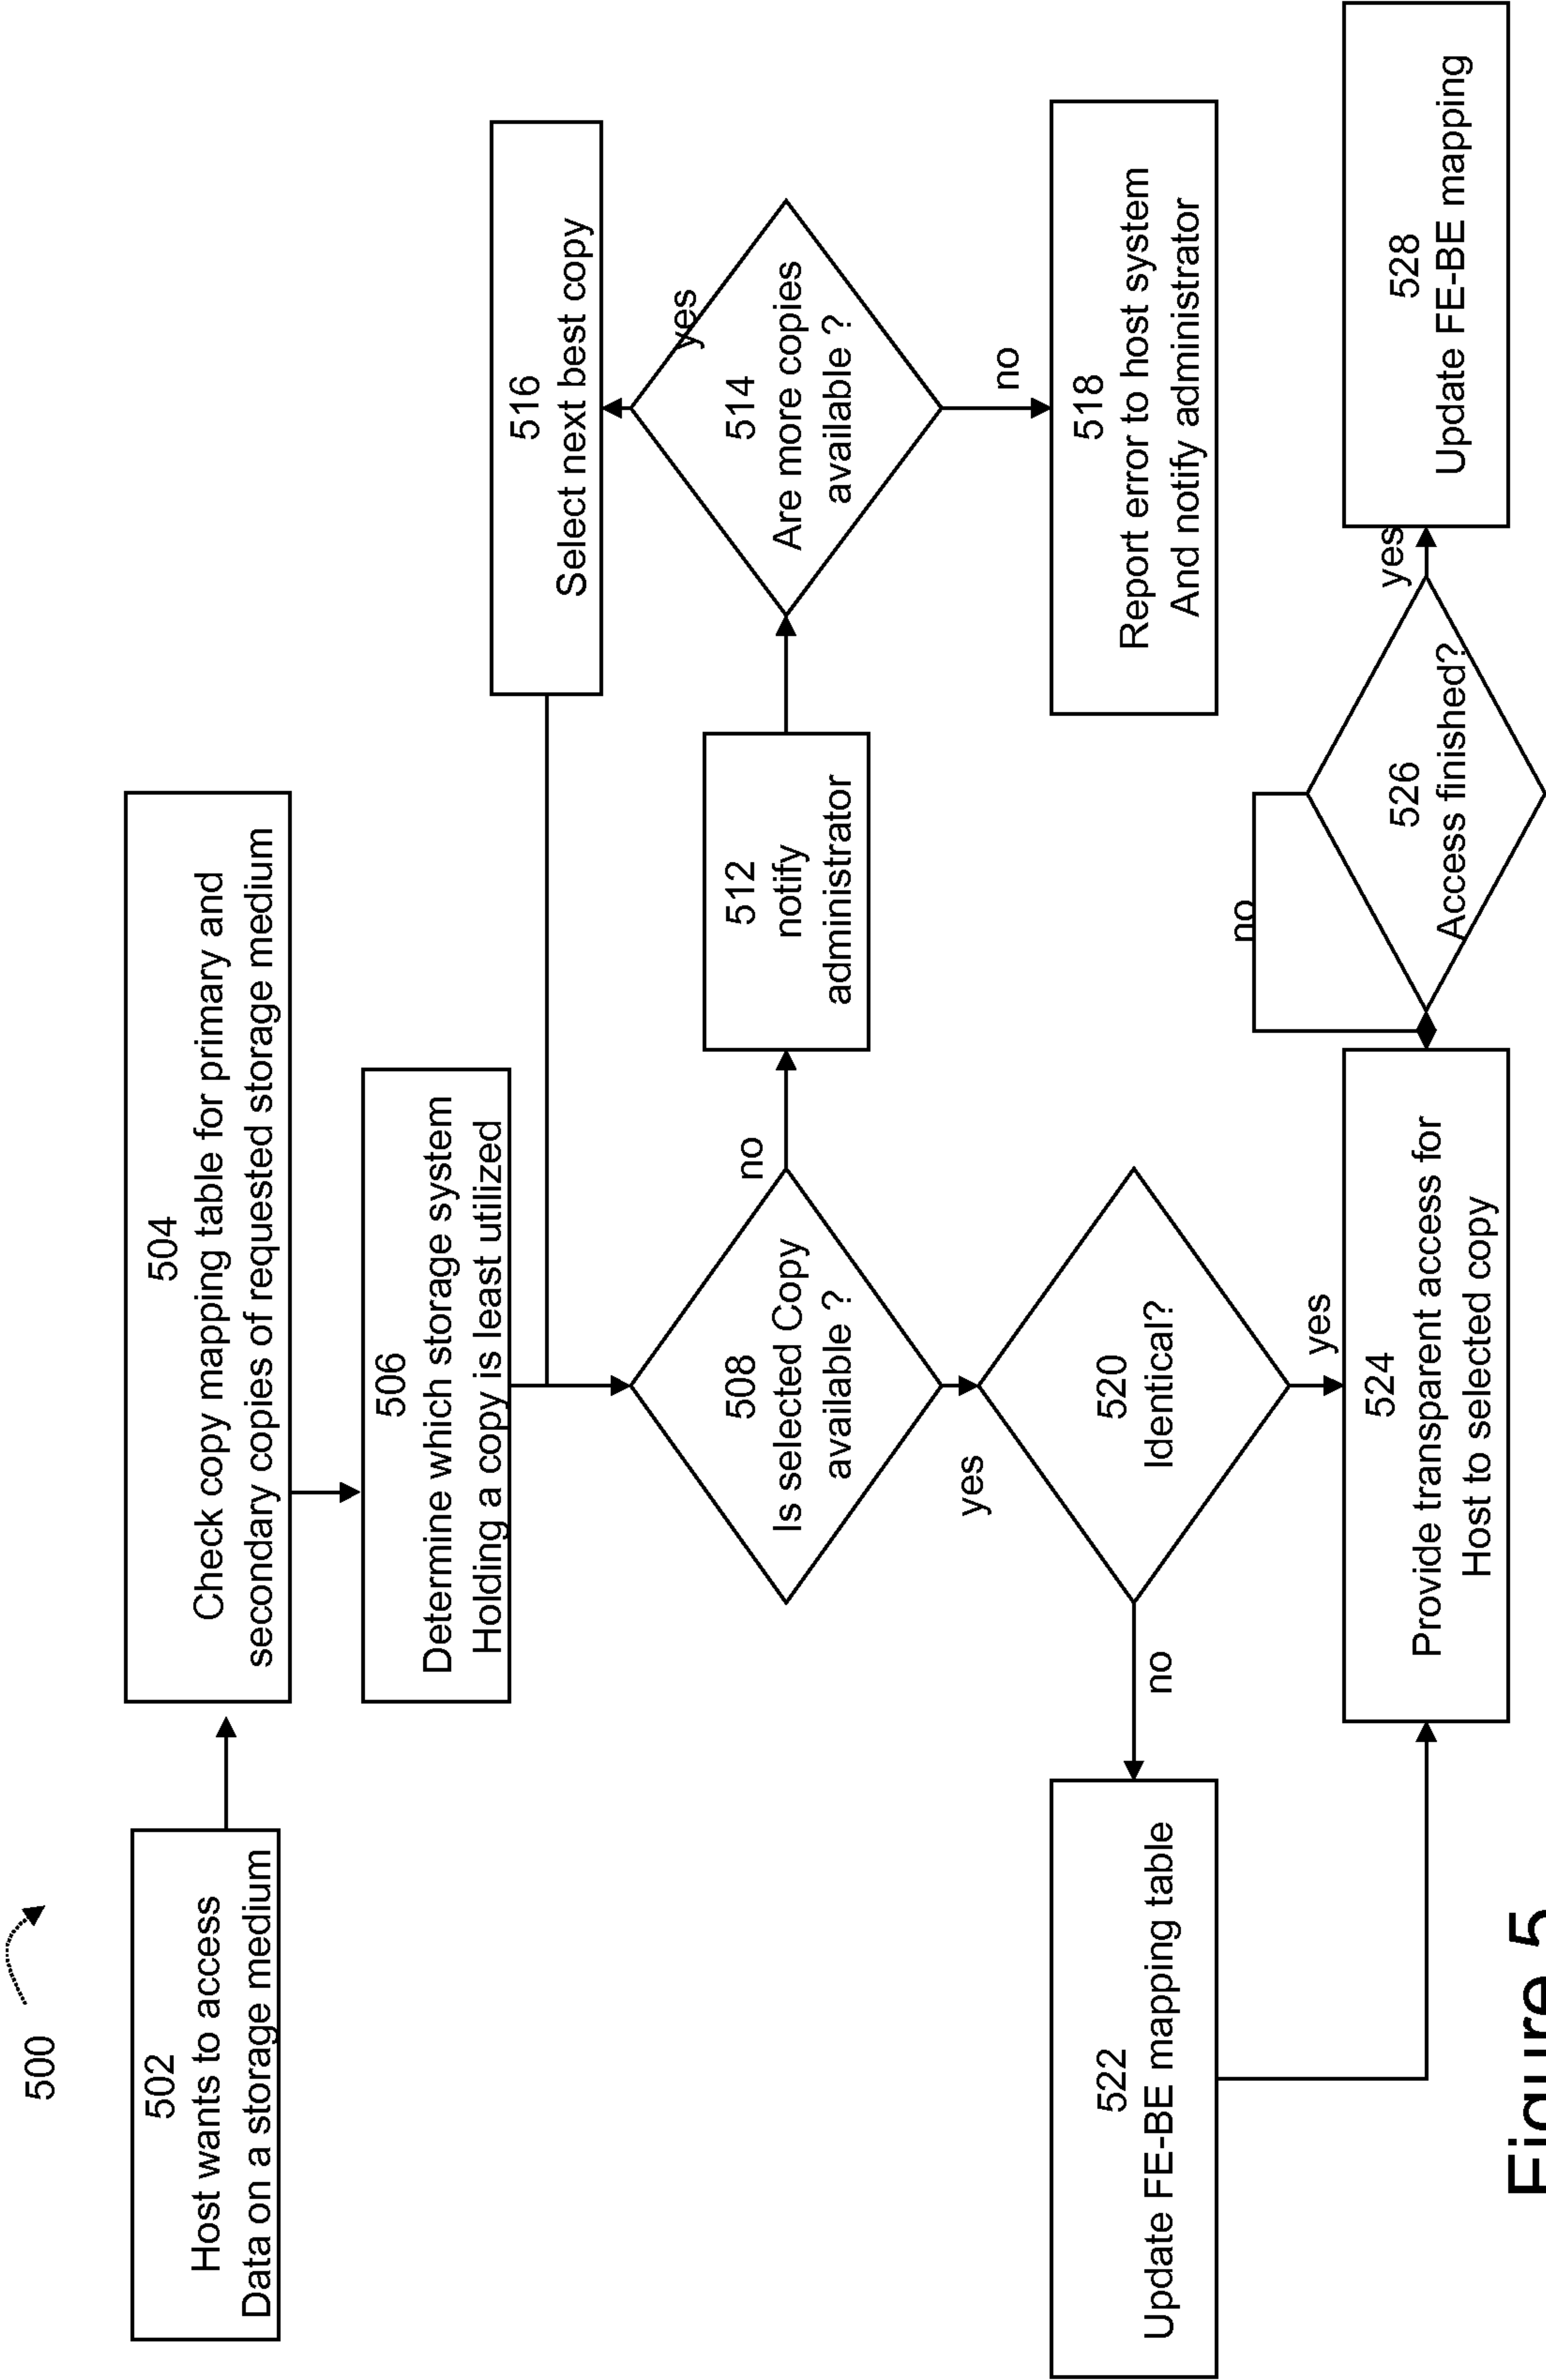 500
502
Host wants to access
Data on a storage medium
504
Check copy mapping table for primary and
secondary copies of requested storage medium
506
Determine which storage system
Holding a copy is least utilized
516
Select next best copy
508
Is selected Copy
available ?
no
512
notify
administrator
514
Are more copies
available ?
yes
no
518
Report error to host system
And notify administrator
yes
520
Identical?
no
522
Update FE-BE mapping table
yes
524
Provide transparent access for
Host to selected copy
no
526
Access finished?
yes
528
Update FE-BE mapping
Figure 5